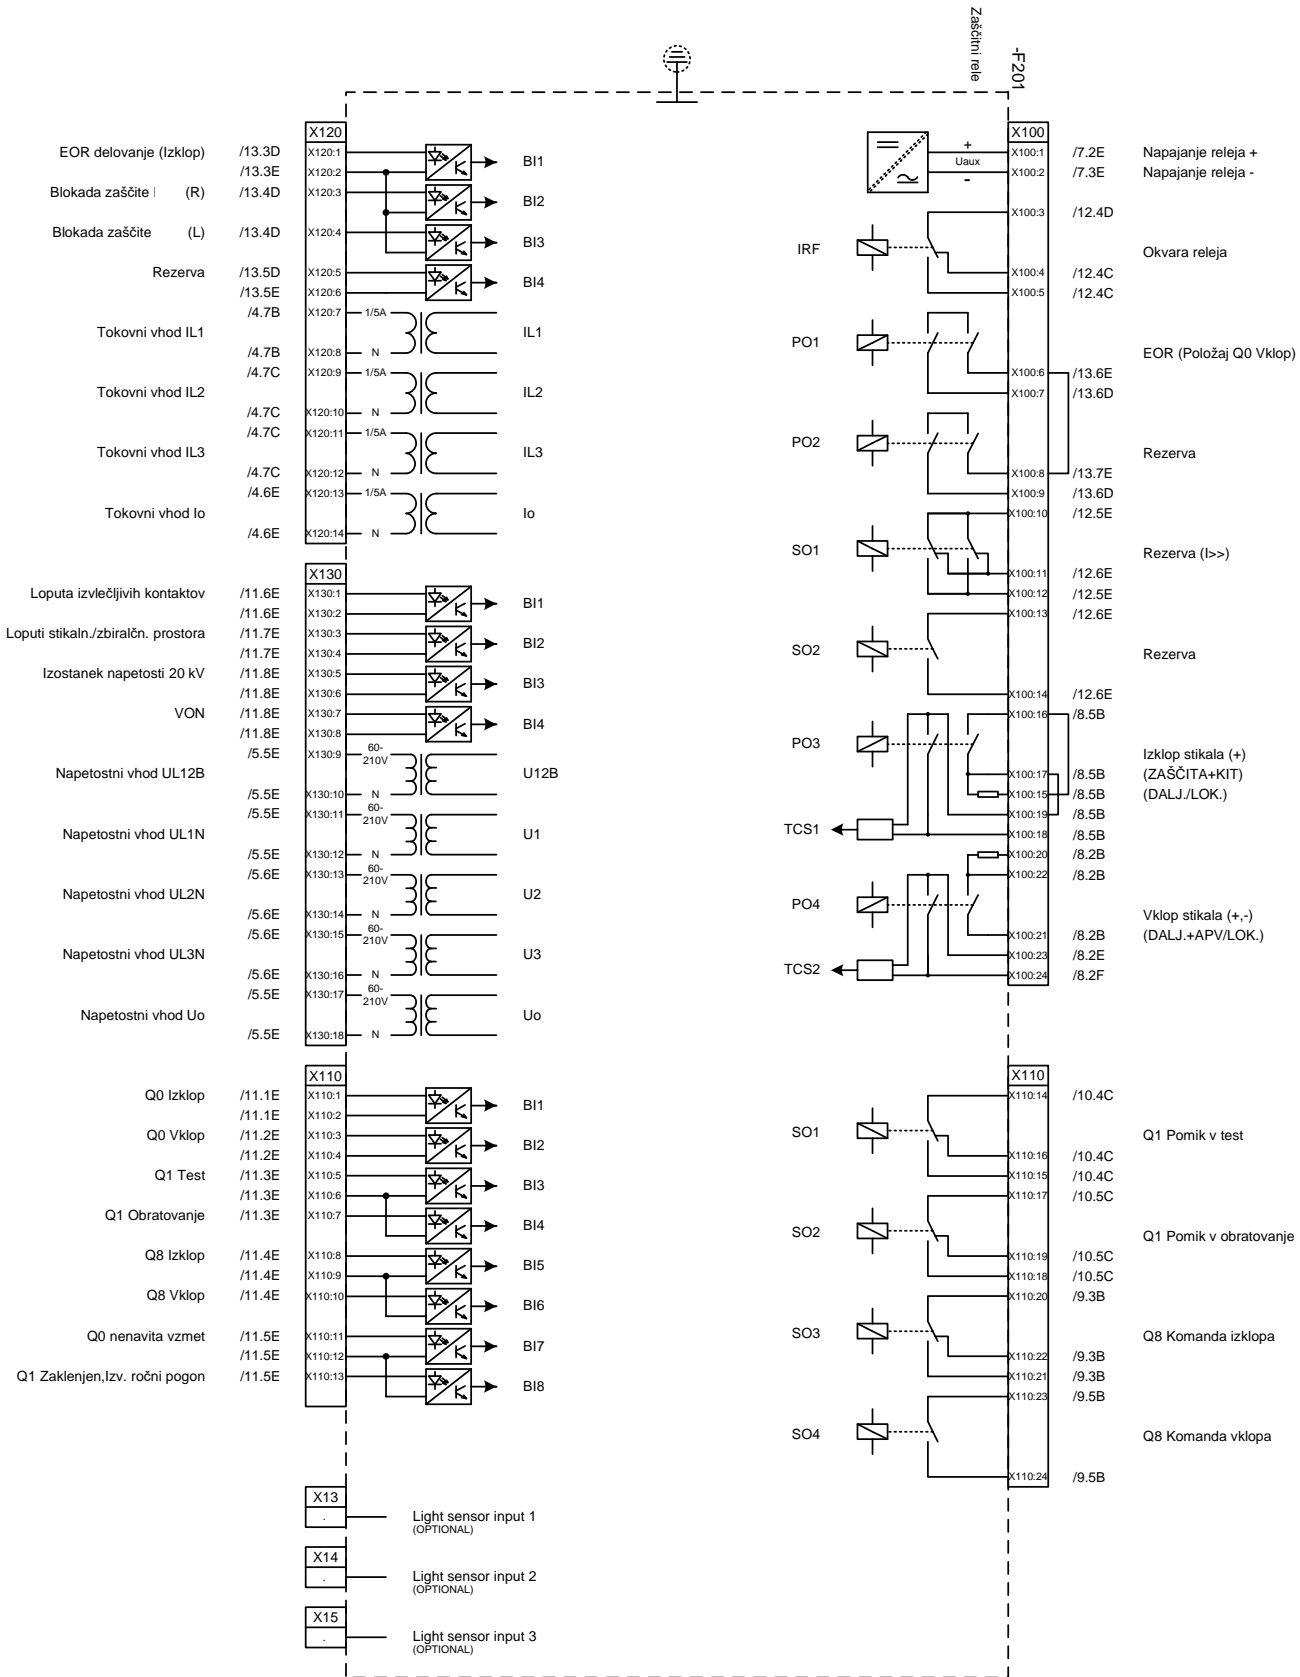 Zaščitni rele
-F201
X120
EOR delovanje (Izklop) /13.3D X120:1 BI1
/13.3E X120:2
Blokada zaščite (R) /13.4D X120:3 BI2
Blokada zaščite (L) /13.4D X120:4 BI3
Rezerva /13.5D X120:5 BI4
/13.5E X120:6
/4.7B X120:7 1/5A
Tokovni vhod IL1 IL1
/4.7B X120:8 N
/4.7C X120:9 1/5A
Tokovni vhod IL2 IL2
/4.7C X120:10 N
/4.7C X120:11 1/5A
Tokovni vhod IL3 IL3
/4.7C X120:12 N
/4.6E X120:13 1/5A
Tokovni vhod Io Io
/4.6E X120:14 N
X130
Loputa izvlečljivih kontaktov /11.6E X130:1 BI1
/11.6E X130:2
Loputi stikaln./zbiralčn. prostora /11.7E X130:3 BI2
/11.7E X130:4
Izostanek napetosti 20 kV /11.8E X130:5 BI3
/11.8E X130:6
VON /11.8E X130:7 BI4
/11.8E X130:8
/5.5E X130:9 60-210V
Napetostni vhod UL12B U12B
/5.5E X130:10 N
/5.5E X130:11 60-210V
Napetostni vhod UL1N U1
/5.5E X130:12 N
/5.6E X130:13 60-210V
Napetostni vhod UL2N U2
/5.6E X130:14 N
/5.6E X130:15 60-210V
Napetostni vhod UL3N U3
/5.6E X130:16 N
/5.5E X130:17 60-210V
Napetostni vhod Uo Uo
/5.5E X130:18 N
X110
Q0 Izklop /11.1E X110:1 BI1
/11.1E X110:2
Q0 Vklop /11.2E X110:3 BI2
/11.2E X110:4
Q1 Test /11.3E X110:5 BI3
/11.3E X110:6
Q1 Obratovanje /11.3E X110:7 BI4
Q8 Izklop /11.4E X110:8 BI5
/11.4E X110:9
Q8 Vklop /11.4E X110:10 BI6
Q0 nenavita vzmet /11.5E X110:11 BI7
/11.5E X110:12
Q1 Zaklenjen,Izv. ročni pogon /11.5E X110:13 BI8
X13
.
Light sensor input 1
(OPTIONAL)
X14
.
Light sensor input 2
(OPTIONAL)
X15
.
Light sensor input 3
(OPTIONAL)
X100
+ X100:1 /7.2E Napajanje releja +
Uaux
- X100:2 /7.3E Napajanje releja -
X100:3 /12.4D
IRF Okvara releja
X100:4 /12.4C
X100:5 /12.4C
PO1 EOR (Položaj Q0 Vklop)
X100:6 /13.6E
X100:7 /13.6D
PO2 Rezerva
X100:8 /13.7E
X100:9 /13.6D
X100:10 /12.5E
SO1 Rezerva (I>>)
X100:11 /12.6E
X100:12 /12.5E
X100:13 /12.6E
SO2 Rezerva
X100:14 /12.6E
X100:16 /8.5B
PO3 Izklop stikala (+)
X100:17 /8.5B (ZAŠČITA+KIT)
X100:15 /8.5B (DALJ./LOK.)
X100:19 /8.5B
TCS1 X100:18 /8.5B
X100:20 /8.2B
X100:22 /8.2B
PO4 Vklop stikala (+,-)
X100:21 /8.2B (DALJ.+APV/LOK.)
X100:23 /8.2E
TCS2 X100:24 /8.2F
X110
X110:14 /10.4C
SO1 Q1 Pomik v test
X110:16 /10.4C
X110:15 /10.4C
X110:17 /10.5C
SO2 Q1 Pomik v obratovanje
X110:19 /10.5C
X110:18 /10.5C
X110:20 /9.3B
SO3 Q8 Komanda izklopa
X110:22 /9.3B
X110:21 /9.3B
X110:23 /9.5B
SO4 Q8 Komanda vklopa
X110:24 /9.5B